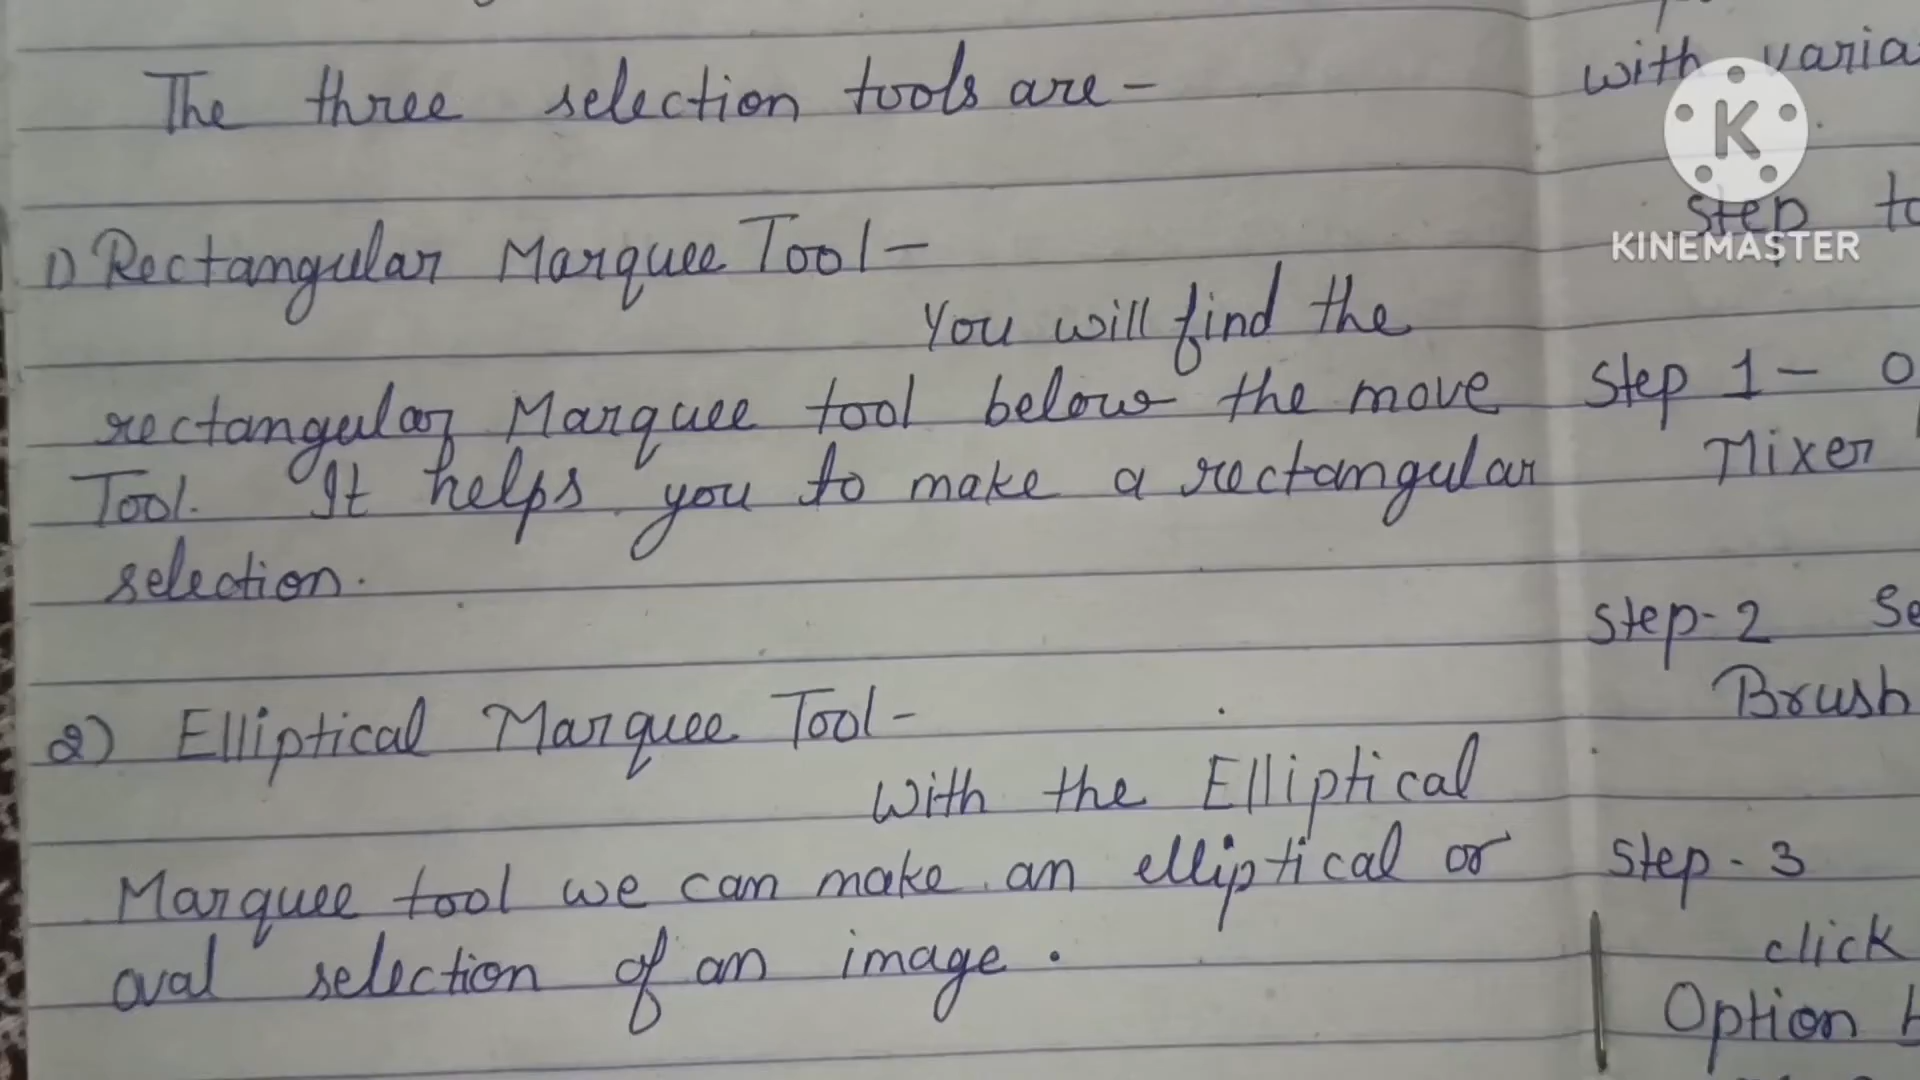 The three selection tools are -
1) Rectangular Marquee Tool -
You will find the
rectangular Marquee tool below the move
Tool. It helps you to make a rectangular
selection.
2) Elliptical Marquee Tool -
With the Elliptical
Marquee tool we can make an elliptical or
oval selection of an image.
with
step
Step 1 -
Mixer
Step-2
Brush
Step-3
click
Option
K
KINEMASTER